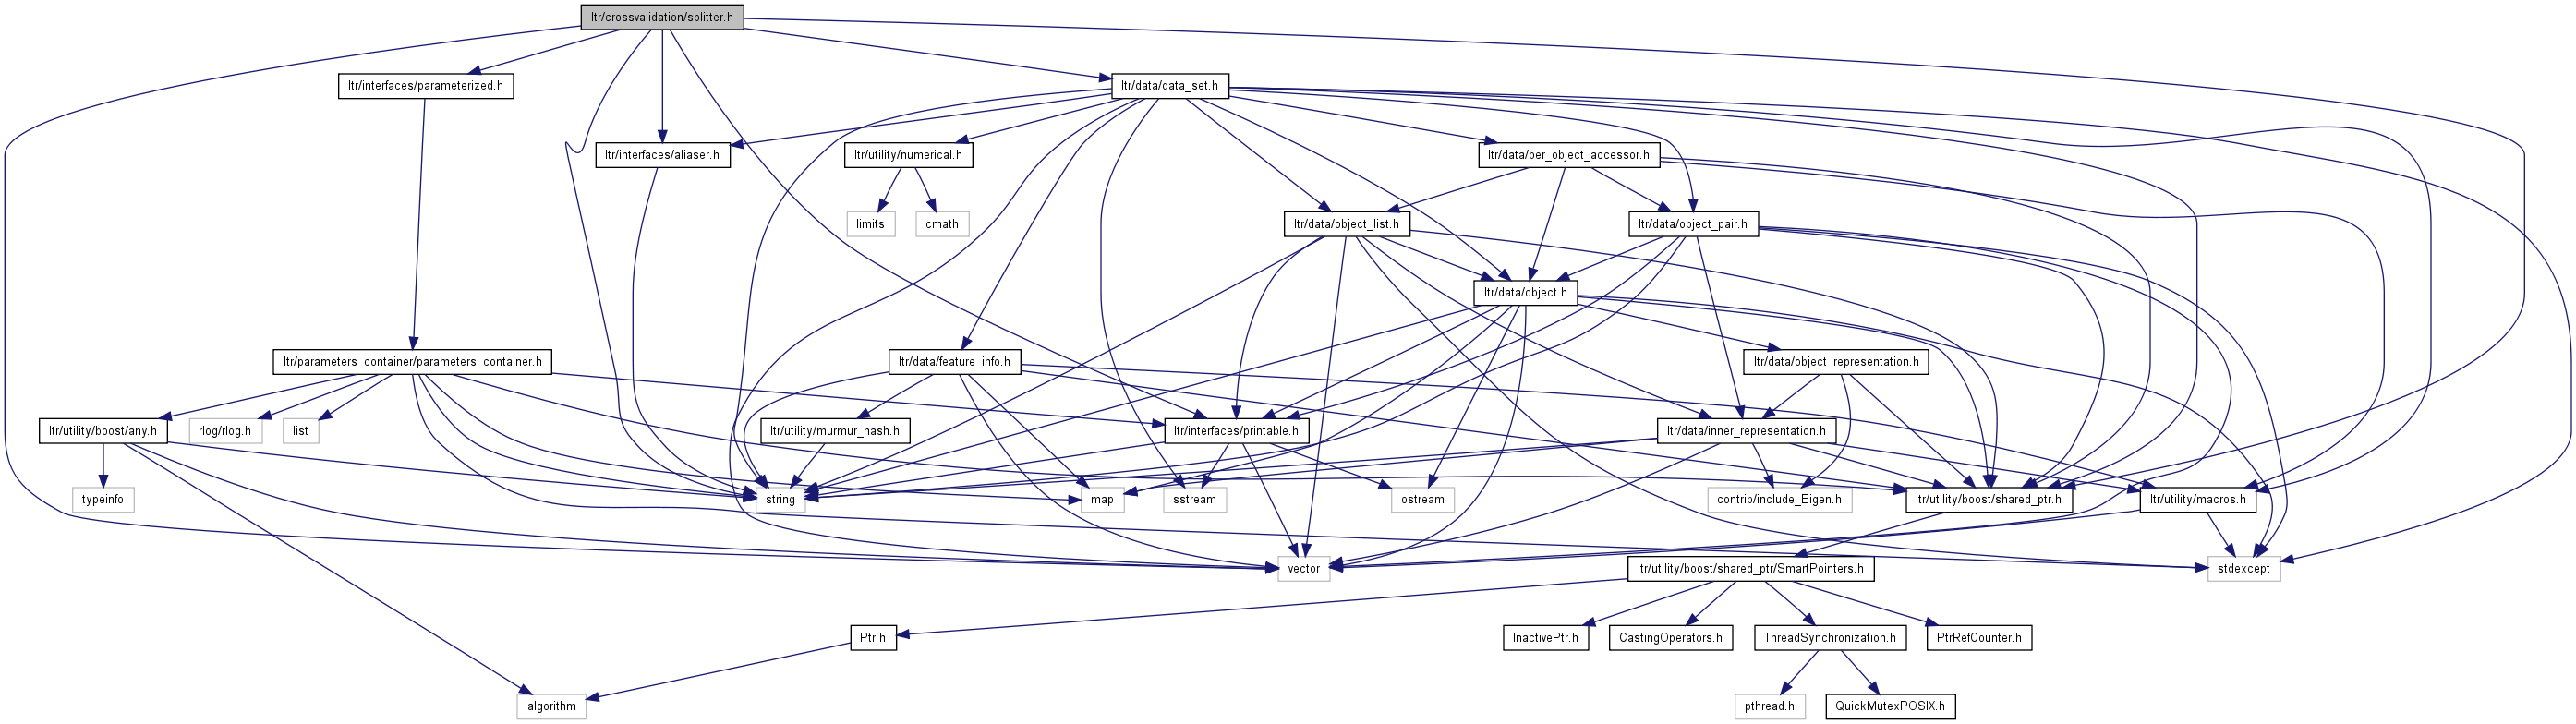 ltr/crossvalidation/splitter.h
ltr/interfaces/parameterized.h
ltr/data/data_set.h
ltr/interfaces/aliaser.h
ltr/utility/numerical.h
ltr/data/per_object_accessor.h
limits
cmath
ltr/data/object_list.h
ltr/data/object_pair.h
ltr/data/object.h
ltr/parameters_container/parameters_container.h
ltr/data/feature_info.h
ltr/data/object_representation.h
ltr/utility/boost/any.h
rlog/rlog.h
list
ltr/utility/murmur_hash.h
ltr/interfaces/printable.h
ltr/data/inner_representation.h
typeinfo
string
map
sstream
ostream
contrib/include_Eigen.h
ltr/utility/boost/shared_ptr.h
ltr/utility/macros.h
vector
ltr/utility/boost/shared_ptr/SmartPointers.h
stdexcept
Ptr.h
InactivePtr.h
CastingOperators.h
ThreadSynchronization.h
PtrRefCounter.h
algorithm
pthread.h
QuickMutexPOSIX.h